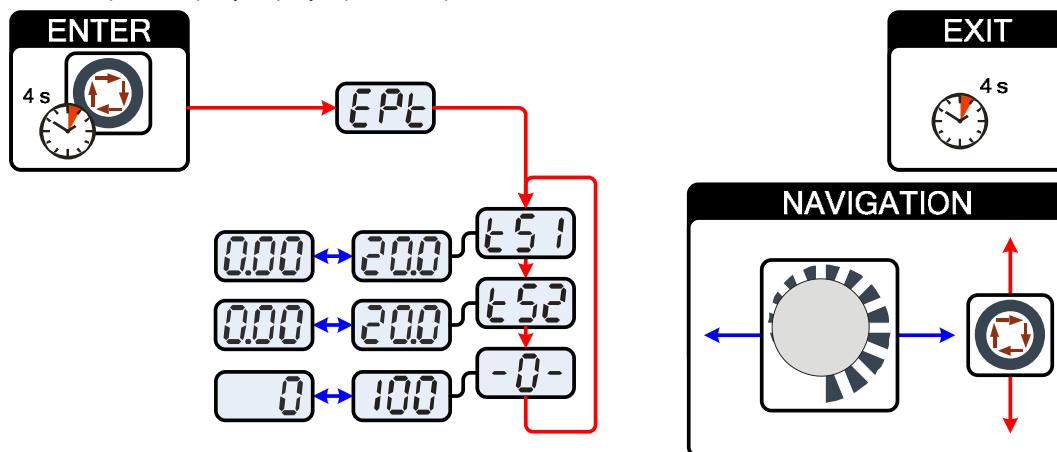 ENTER
4 s
EPt
EXIT
4 s
NAVIGATION
tS1
0.00
20.0
tS2
0.00
20.0
-0-
0
100